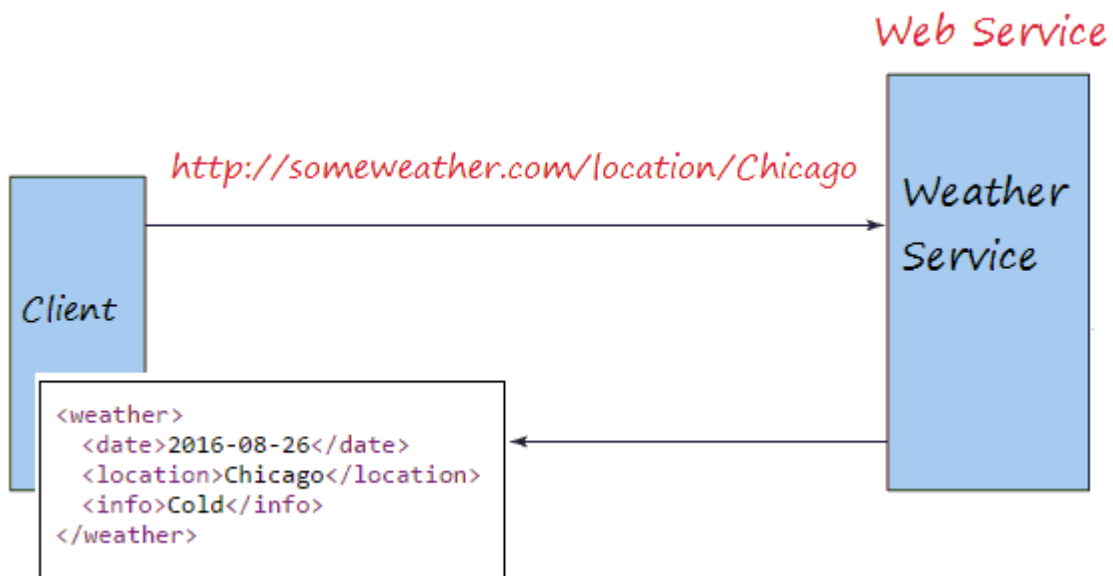 Web Service
http://someweather.com/location/Chicago
Weather
Service
Client
<weather>
  <date>2016-08-26</date>
  <location>Chicago</location>
  <info>Cold</info>
</weather>